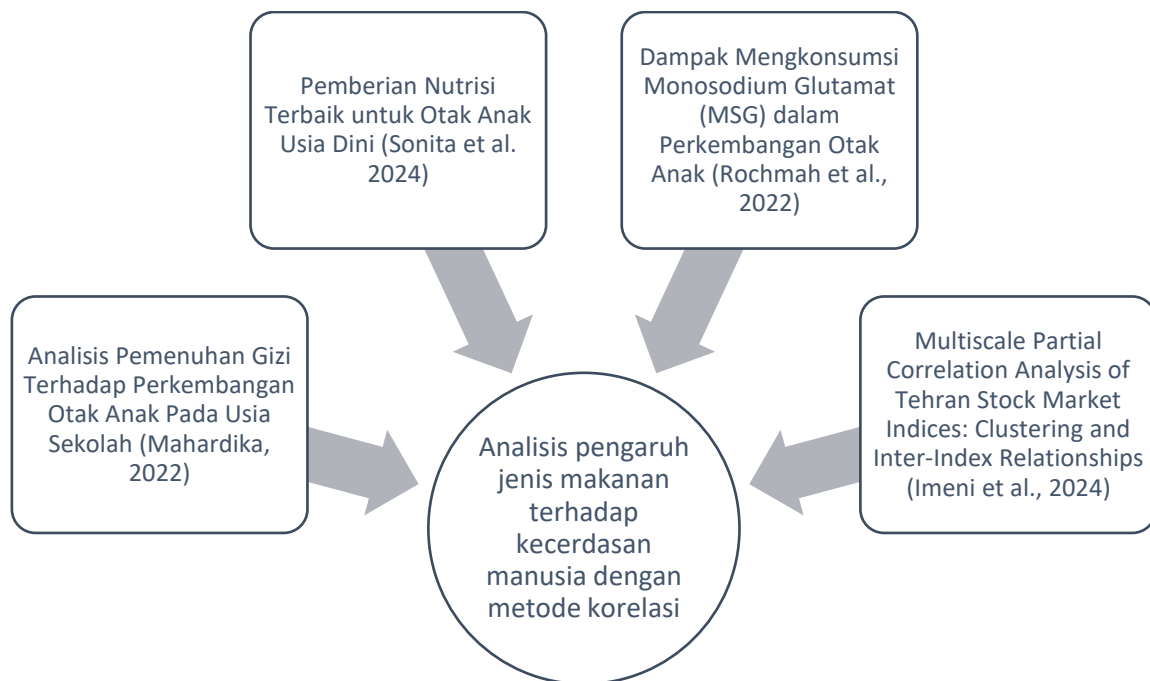 Pemberian Nutrisi
Terbaik untuk Otak Anak
Usia Dini (Sonita et al.
2024)
Dampak Mengkonsumsi
Monosodium Glutamat
(MSG) dalam
Perkembangan Otak
Anak (Rochmah et al.,
2022)
Analisis Pemenuhan Gizi
Terhadap Perkembangan
Otak Anak Pada Usia
Sekolah (Mahardika,
2022)
Multiscale Partial
Correlation Analysis of
Tehran Stock Market
Indices: Clustering and
Inter-Index Relationships
(Imeni et al., 2024)
Analisis pengaruh
jenis makanan
terhadap
kecerdasan
manusia dengan
metode korelasi